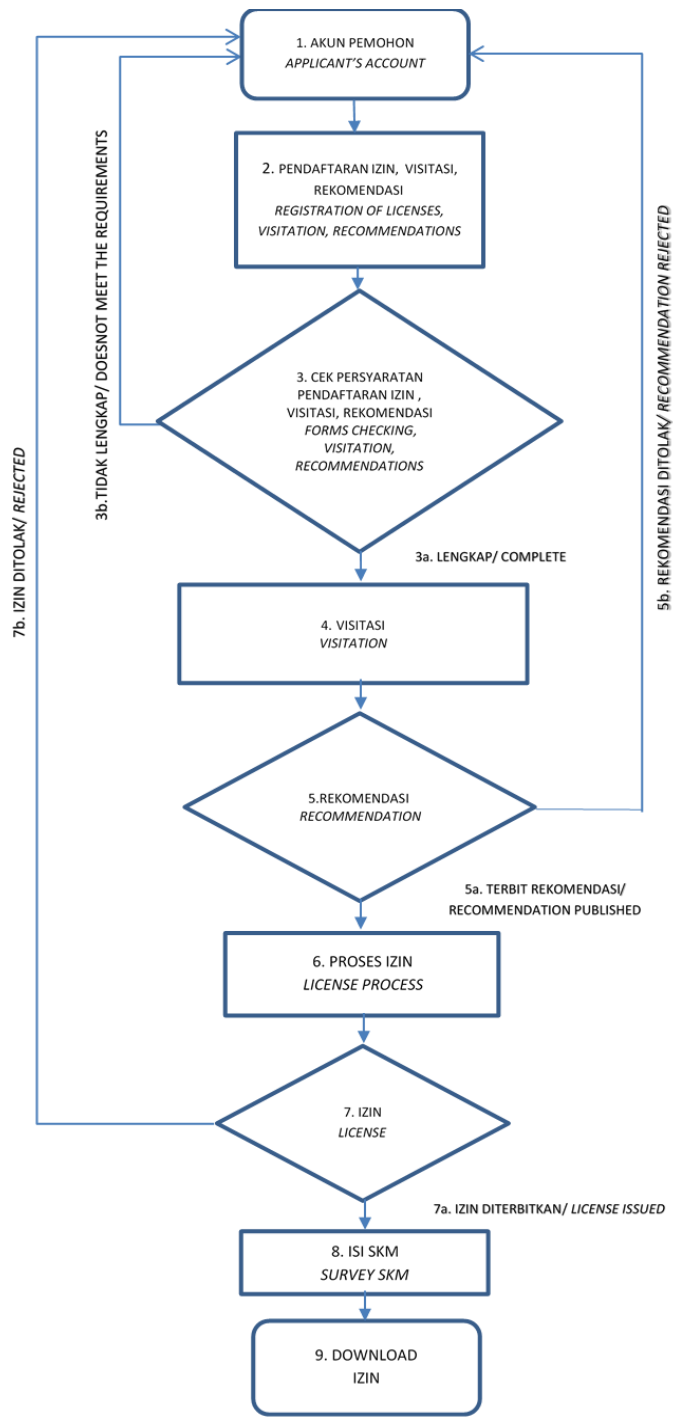 1. AKUN PEMOHON
APPLICANT'S ACCOUNT
2. PENDAFTARAN IZIN, VISITASI,
REKOMENDASI
REGISTRATION OF LICENSES,
VISITATION, RECOMMENDATIONS
3. CEK PERSYARATAN
PENDAFTARAN IZIN ,
VISITASI, REKOMENDASI
FORMS CHECKING,
VISITATION,
RECOMMENDATIONS
3b.TIDAK LENGKAP/ DOESNOT MEET THE REQUIREMENTS
3a. LENGKAP/ COMPLETE
4. VISITASI
VISITATION
5.REKOMENDASI
RECOMMENDATION
5b. REKOMENDASI DITOLAK/ RECOMMENDATION REJECTED
5a. TERBIT REKOMENDASI/
RECOMMENDATION PUBLISHED
6. PROSES IZIN
LICENSE PROCESS
7. IZIN
LICENSE
7b. IZIN DITOLAK/ REJECTED
7a. IZIN DITERBITKAN/ LICENSE ISSUED
8. ISI SKM
SURVEY SKM
9. DOWNLOAD
IZIN